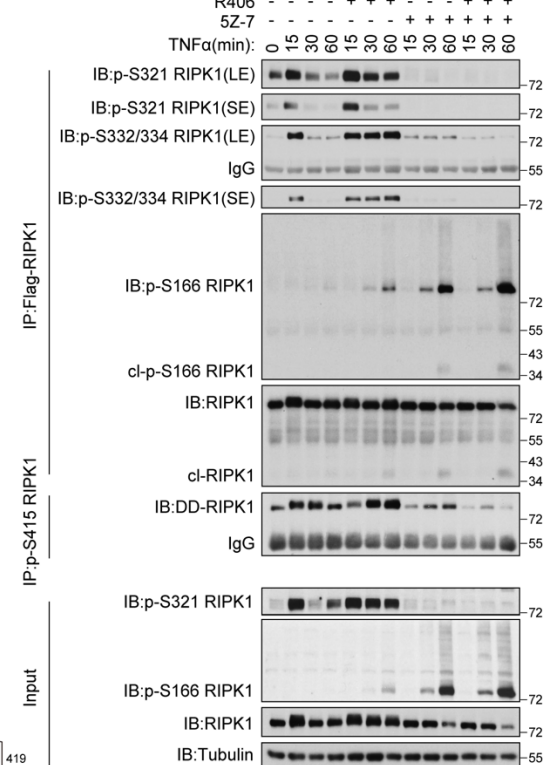 R406 - - - - + + + - - - + + +
5Z-7 - - - - - - - + + + + + +
TNFα(min): 0 15 30 60 15 30 60 15 30 60 15 30 60
IP:Flag-RIPK1
IB:p-S321 RIPK1(LE)
72
IB:p-S321 RIPK1(SE)
72
IB:p-S332/334 RIPK1(LE)
72
IgG
55
IB:p-S332/334 RIPK1(SE)
72
IB:p-S166 RIPK1
72
55
43
cl-p-S166 RIPK1
34
IB:RIPK1
72
55
43
cl-RIPK1
34
IP:p-S415 RIPK1
IB:DD-RIPK1
72
IgG
55
Input
IB:p-S321 RIPK1
72
IB:p-S166 RIPK1
72
IB:RIPK1
72
IB:Tubulin
55
419